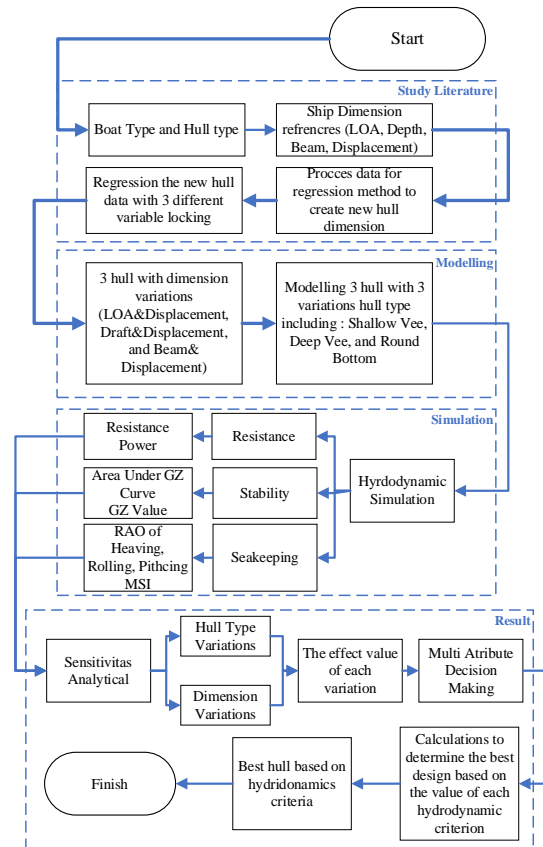 Start
Study Literature
Boat Type and Hull type
Ship Dimension
refrencres (LOA, Depth,
Beam, Displacement)
Procces data for
regression method to
create new hull
dimension
Regression the new hull
data with 3 different
variable locking
Modelling
3 hull with dimension
variations
(LOA&Displacement,
Draft&Displacement,
and Beam&
Displacement)
Modelling 3 hull with 3
variations hull type
including : Shallow Vee,
Deep Vee, and Round
Bottom
Simulation
Hyrdodynamic
Simulation
Resistance
Resistance
Power
Stability
Area Under GZ
Curve
GZ Value
Seakeeping
RAO of
Heaving,
Rolling, Pithcing
MSI
Result
Sensitivitas
Analytical
Hull Type
Variations
Dimension
Variations
The effect value
of each
variation
Multi Atribute
Decision
Making
Calculations to
determine the best
design based on
the value of each
hydrodynamic
criterion
Best hull based on
hydridonamics
criteria
Finish